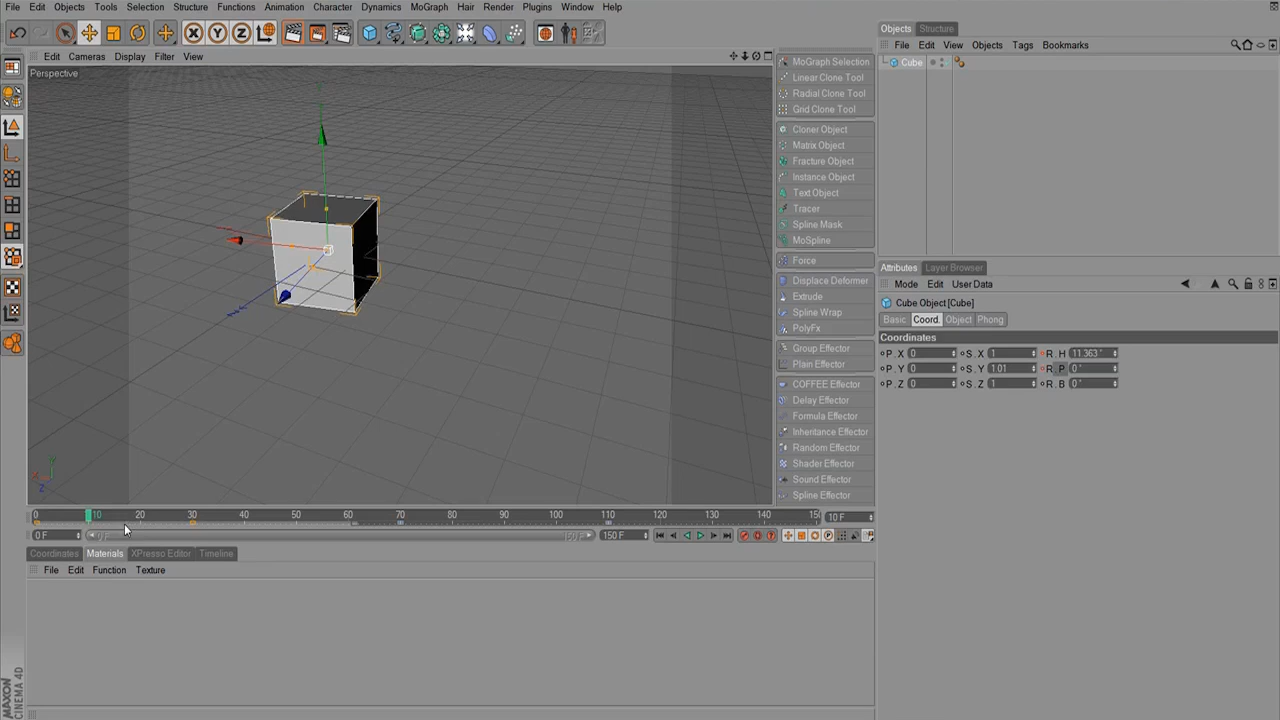 File Edit Objects Tools Selection Structure Functions Animation Character Dynamics MoGraph Hair Render Plugins Window Help
Edit Cameras Display Filter View
Perspective
Y
X
Z
MoGraph Selection
Linear Clone Tool
Radial Clone Tool
Grid Clone Tool
Cloner Object
Matrix Object
Fracture Object
Instance Object
Text Object
Tracer
Spline Mask
MoSpline
Force
Displace Deformer
Extrude
Spline Wrap
PolyFx
Group Effector
Plain Effector
COFFEE Effector
Delay Effector
Formula Effector
Inheritance Effector
Random Effector
Shader Effector
Sound Effector
Spline Effector
Objects Structure
File Edit View Objects Tags Bookmarks
Cube
Attributes Layer Browser
Mode Edit User Data
Cube Object [Cube]
Basic Coord. Object Phong
Coordinates
P . X 0 S . X 1 R . H 11.363 °
P . Y 0 S . Y 1.01 R . P 0 °
P . Z 0 S . Z 1 R . B 0 °
0 10 20 30 40 50 60 70 80 90 100 110 120 130 140 150 10 F
0 F 150 F
Coordinates Materials XPresso Editor Timeline
File Edit Function Texture
MAXON
CINEMA 4D